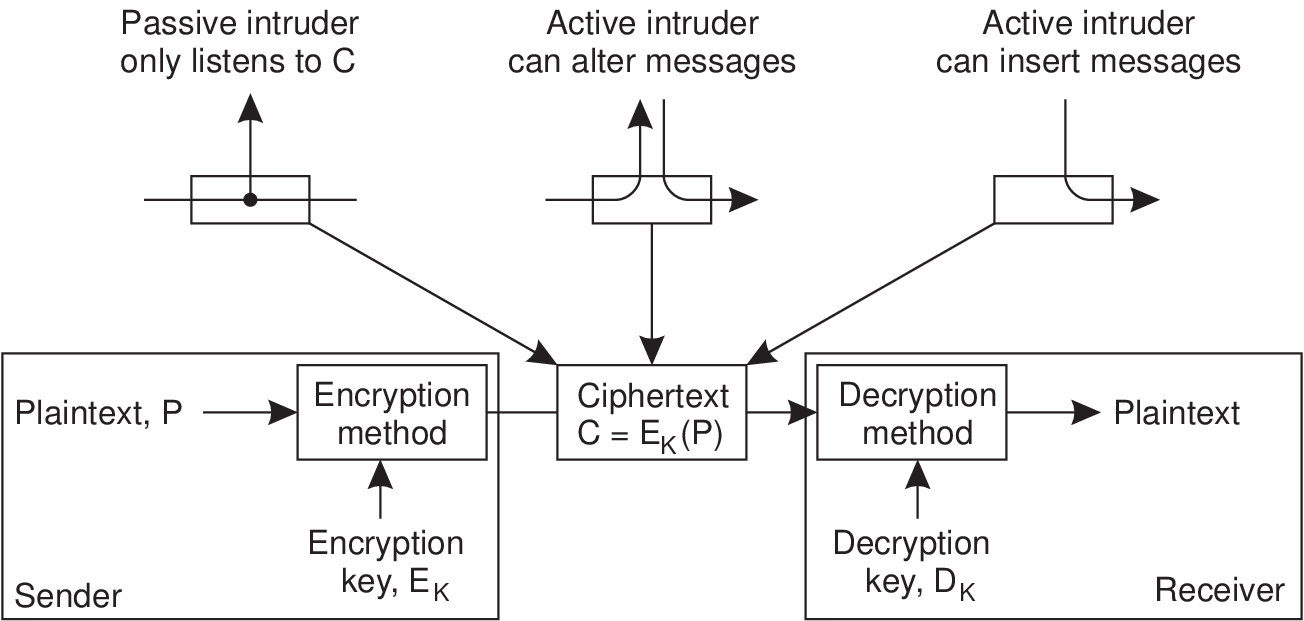 Passive intruder
only listens to C
Active intruder
can alter messages
Active intruder
can insert messages
Plaintext, P
Encryption
method
Ciphertext
C = E_K(P)
Decryption
method
Plaintext
Encryption
key, E_K
Decryption
key, D_K
Sender
Receiver